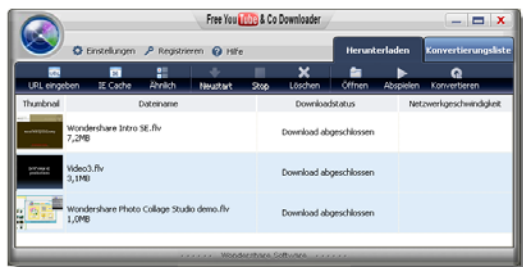 Free You Tube & Co Downloader
Einstellungen Registrieren Hilfe Herunterladen Konvertierungsliste
URL eingeben IE Cache Ähnlich Neustart Stop Löschen Öffnen Abspielen Konvertieren
Thumbnail Dateiname Downloadstatus Netzwerkgeschwindigkeit
Wondershare Intro SE.flv
7,2MB
Download abgeschlossen
Video3.flv
3,1MB
Download abgeschlossen
Wondershare Photo Collage Studio demo.flv
1,0MB
Download abgeschlossen
Wondershare Software